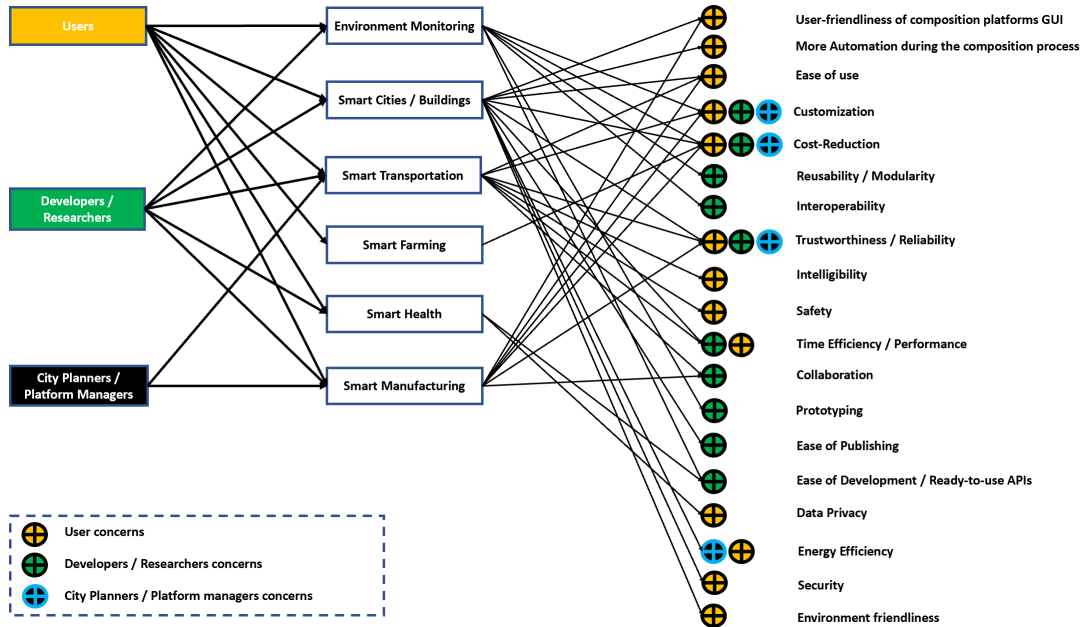 Users
Developers /
Researchers
City Planners /
Platform Managers
Environment Monitoring
Smart Cities / Buildings
Smart Transportation
Smart Farming
Smart Health
Smart Manufacturing
User-friendliness of composition platforms GUI
More Automation during the composition process
Ease of use
Customization
Cost-Reduction
Reusability / Modularity
Interoperability
Trustworthiness / Reliability
Intelligibility
Safety
Time Efficiency / Performance
Collaboration
Prototyping
Ease of Publishing
Ease of Development / Ready-to-use APIs
Data Privacy
Energy Efficiency
Security
Environment friendliness
User concerns
Developers / Researchers concerns
City Planners / Platform managers concerns